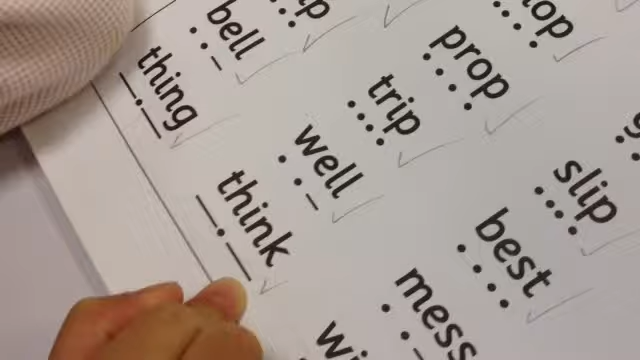 prop slip
trip best
bell well mess
thing think